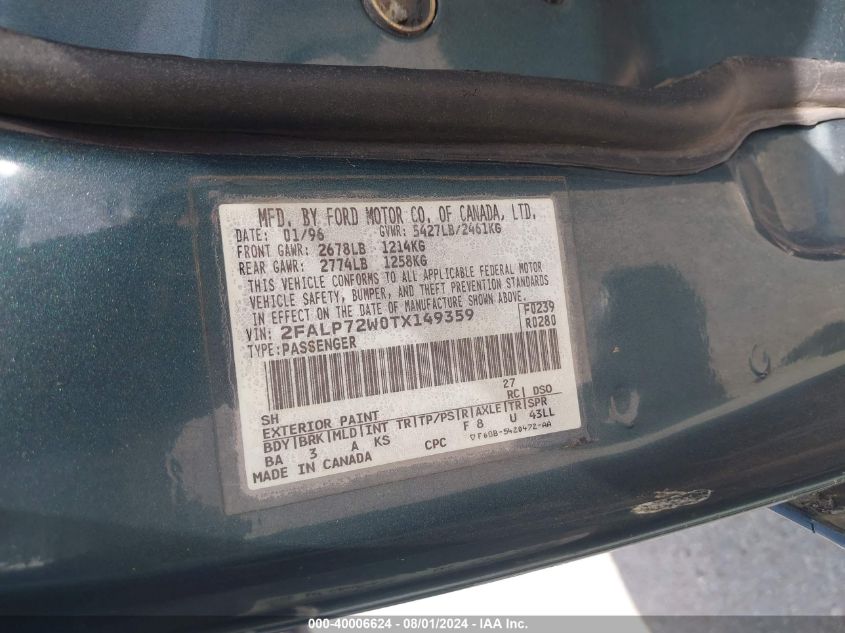 MFD. BY FORD MOTOR CO. OF CANADA, LTD.
DATE: 01/96 GVWR: 5427LB/2461KG
FRONT GAWR: 2678LB 1214KG
REAR GAWR: 2774LB 1258KG
THIS VEHICLE CONFORMS TO ALL APPLICABLE FEDERAL MOTOR
VEHICLE SAFETY, BUMPER, AND THEFT PREVENTION STANDARDS
IN EFFECT ON THE DATE OF MANUFACTURE SHOWN ABOVE.
VIN: 2FALP72W0TX149359 F0239
TYPE: PASSENGER R0280
SH 27
EXTERIOR PAINT RC DSO
BDY BRK MLD INT TR TP/PS R AXLE TR SPR
BA 3 A KS CPC F 8 U 43LL
MADE IN CANADA
000-40006624 - 08/01/2024 - IAA Inc.